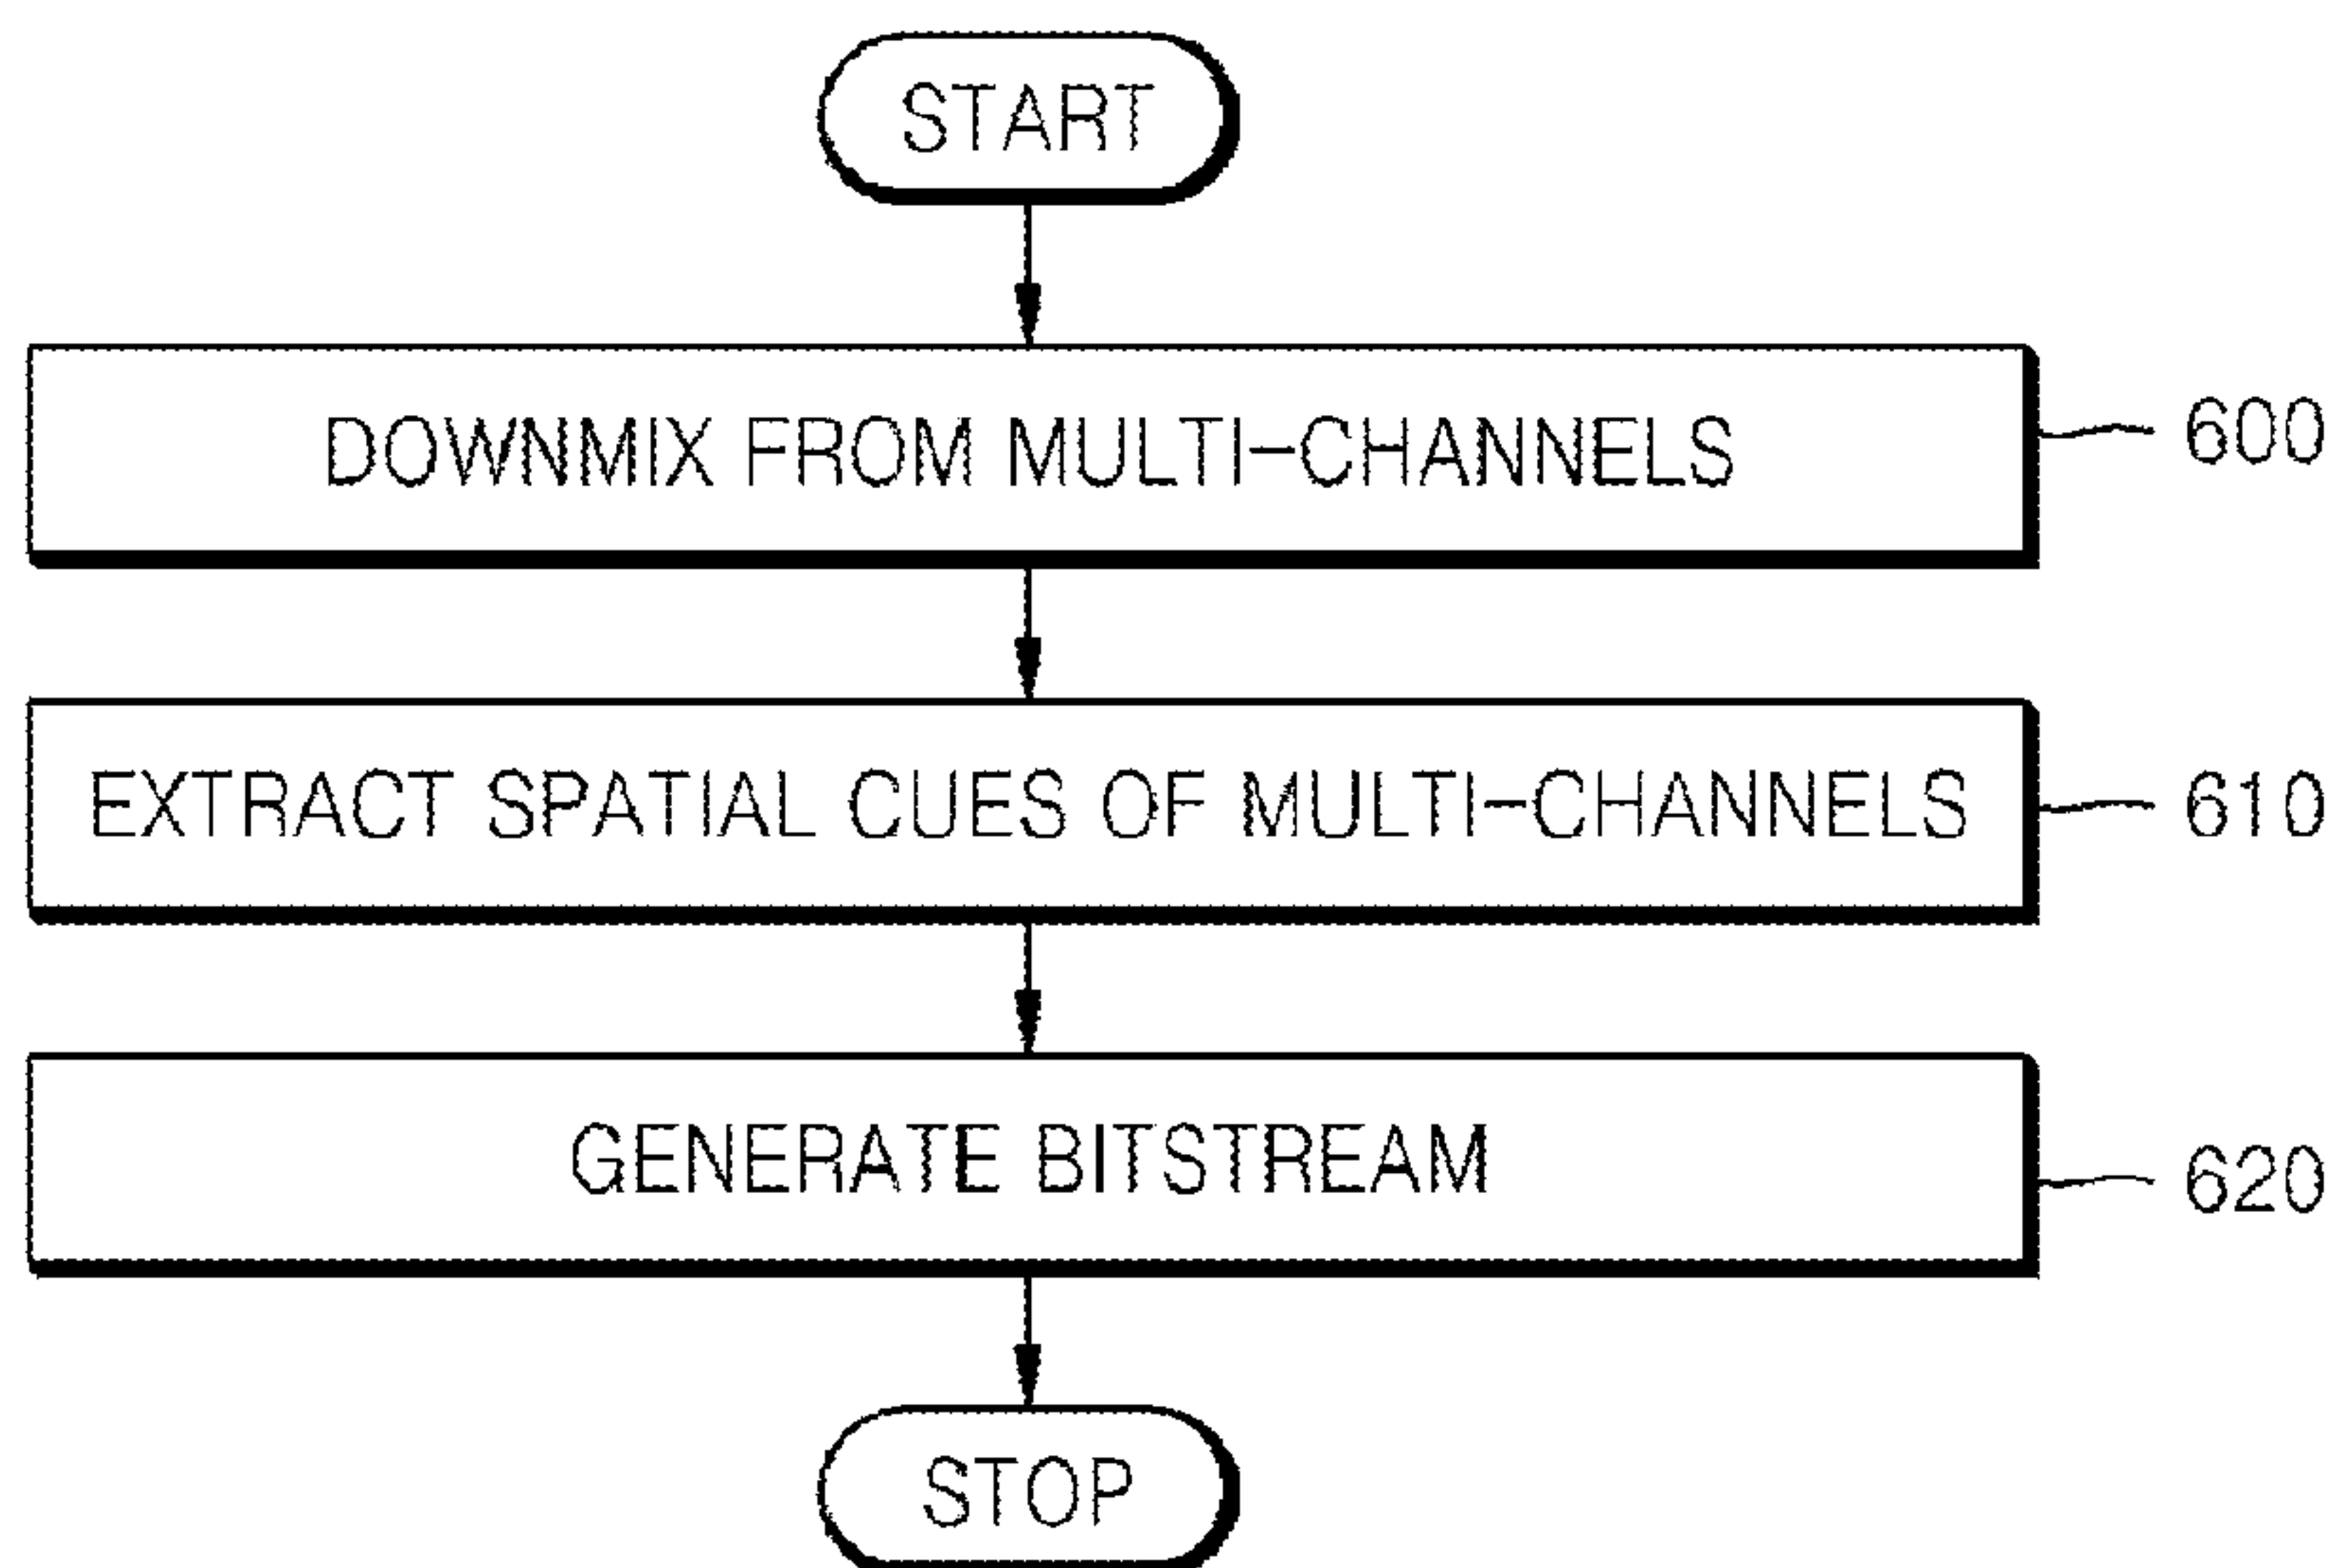 START
DOWNMIX FROM MULTI-CHANNELS
600
EXTRACT SPATIAL CUES OF MULTI-CHANNELS
610
GENERATE BITSTREAM
620
STOP